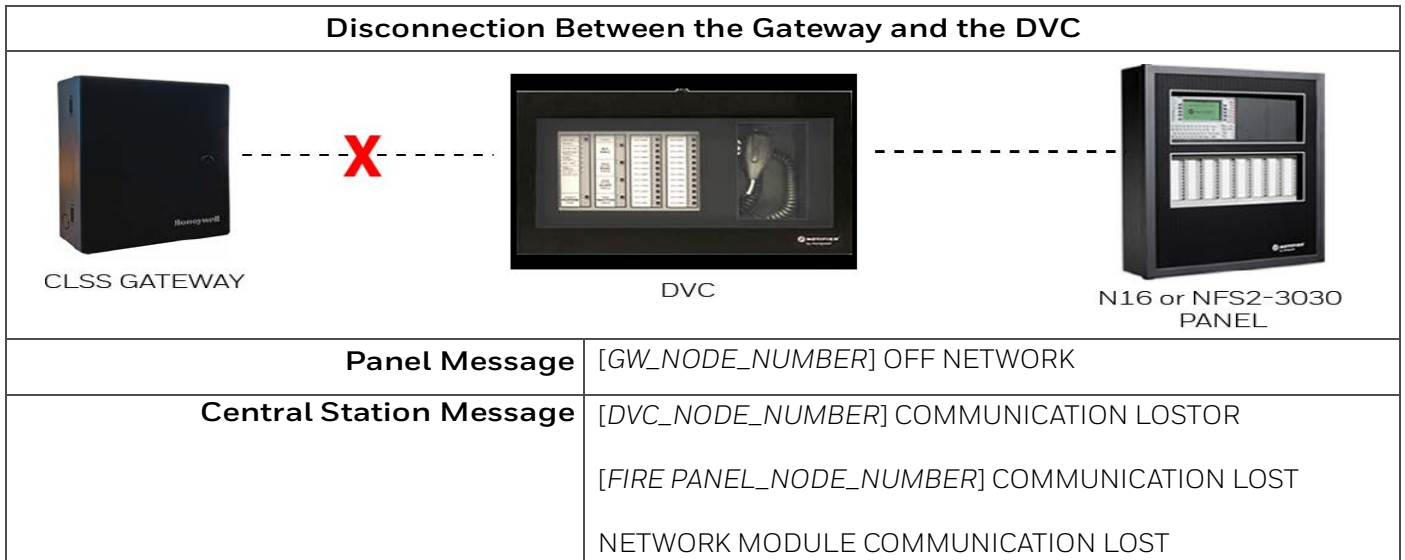 Disconnection Between the Gateway and the DVC
Honeywell
CLSS GATEWAY
X
DVC
N16 or NFS2-3030
PANEL
Panel Message
[GW_NODE_NUMBER] OFF NETWORK
Central Station Message
[DVC_NODE_NUMBER] COMMUNICATION LOSTOR
[FIRE PANEL_NODE_NUMBER] COMMUNICATION LOST
NETWORK MODULE COMMUNICATION LOST